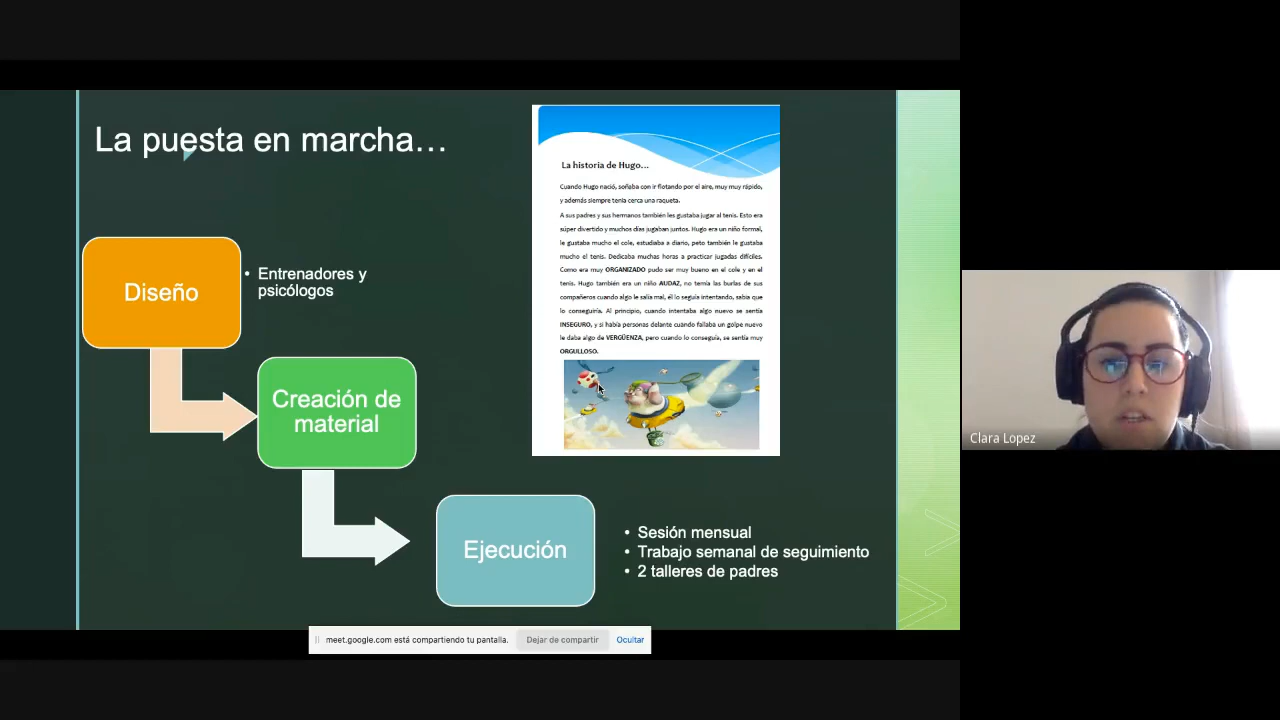 La puesta en marcha...
Diseño
• Entrenadores y
psicólogos
Creación de
material
Ejecución
• Sesión mensual
• Trabajo semanal de seguimiento
• 2 talleres de padres
La historia de Hugo...
Cuando Hugo nació, soñaba con ir flotando por el aire, muy muy rápido,
y además siempre tenía cerca una raqueta.
A sus padres y sus hermanos también les gustaba jugar al tenis. Esto era
súper divertido y muchos días jugaban juntos. Hugo era un niño formal,
le gustaba mucho el cole, estudiaba a diario, peto también le gustaba
mucho el tenis. Dedicaba muchas horas a practicar jugadas difíciles.
Como era muy ORGANIZADO pudo ser muy bueno en el cole y en el
tenis. Hugo también era un niño AUDAZ, no temía las burlas de sus
compañeros cuando algo le salía mal, él lo seguía intentando, sabía que
lo conseguiría. Al principio, cuando intentaba algo nuevo se sentía
INSEGURO, y si había personas delante cuando fallaba un golpe nuevo
le daba algo de VERGÜENZA, pero cuando lo conseguía, se sentía muy
ORGULLOSO.
Clara Lopez
meet.google.com está compartiendo tu pantalla.
Dejar de compartir
Ocultar